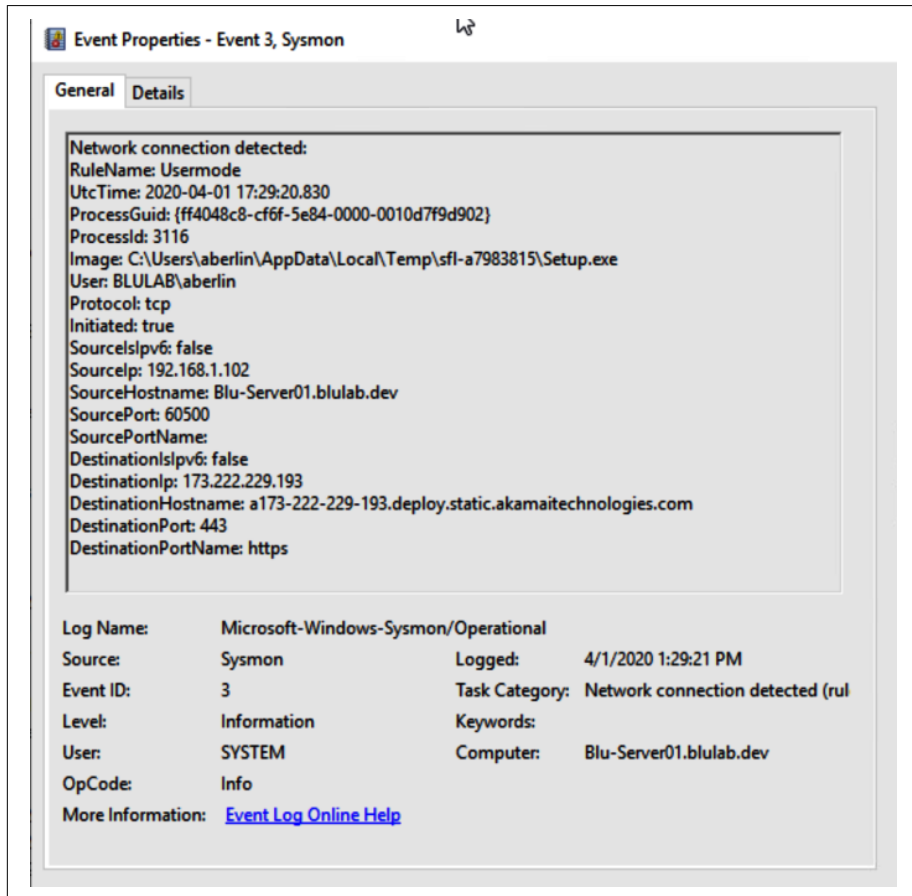 Event Properties - Event 3, Sysmon
General Details
Network connection detected:
RuleName: Usermode
UtcTime: 2020-04-01 17:29:20.830
ProcessGuid: {ff4048c8-cf6f-5e84-0000-0010d7f9d902}
ProcessId: 3116
Image: C:\Users\aberlin\AppData\Local\Temp\sfl-a7983815\Setup.exe
User: BLULAB\aberlin
Protocol: tcp
Initiated: true
SourceIsIpv6: false
SourceIp: 192.168.1.102
SourceHostname: Blu-Server01.blulab.dev
SourcePort: 60500
SourcePortName:
DestinationIsIpv6: false
DestinationIp: 173.222.229.193
DestinationHostname: a173-222-229-193.deploy.static.akamaitechnologies.com
DestinationPort: 443
DestinationPortName: https
Log Name: Microsoft-Windows-Sysmon/Operational
Source: Sysmon Logged: 4/1/2020 1:29:21 PM
Event ID: 3 Task Category: Network connection detected (rul
Level: Information Keywords:
User: SYSTEM Computer: Blu-Server01.blulab.dev
OpCode: Info
More Information: Event Log Online Help